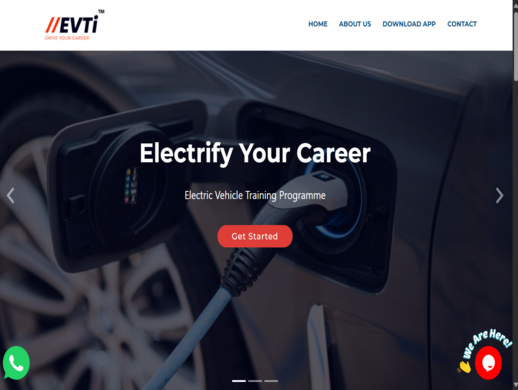 //EVTi™
DRIVE YOUR CAREER
HOME ABOUT US DOWNLOAD APP CONTACT
Electrify Your Career
Electric Vehicle Training Programme
Get Started
We Are Here!